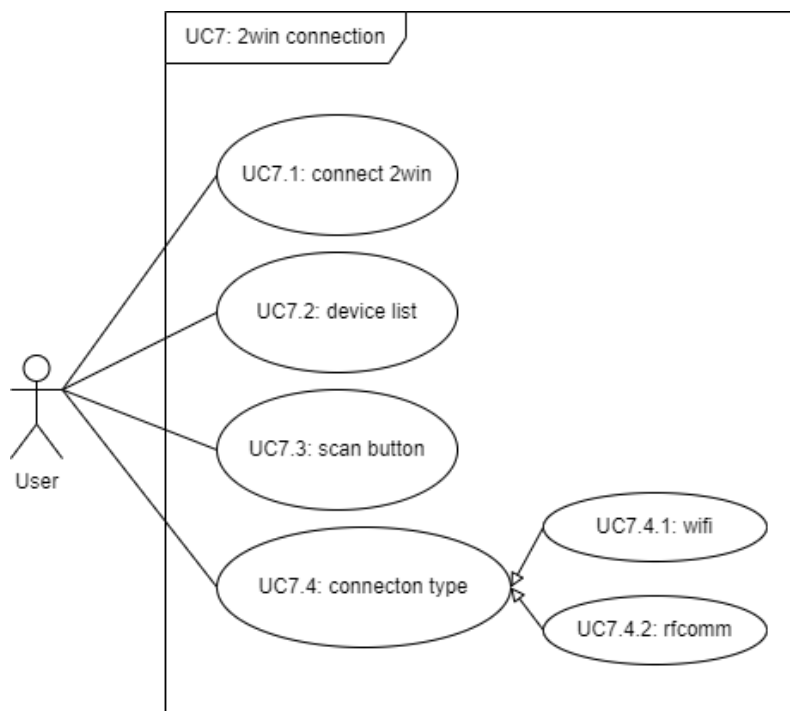 UC7: 2win connection
UC7.1: connect 2win
UC7.2: device list
UC7.3: scan button
User
UC7.4: connecton type
UC7.4.1: wifi
UC7.4.2: rfcomm